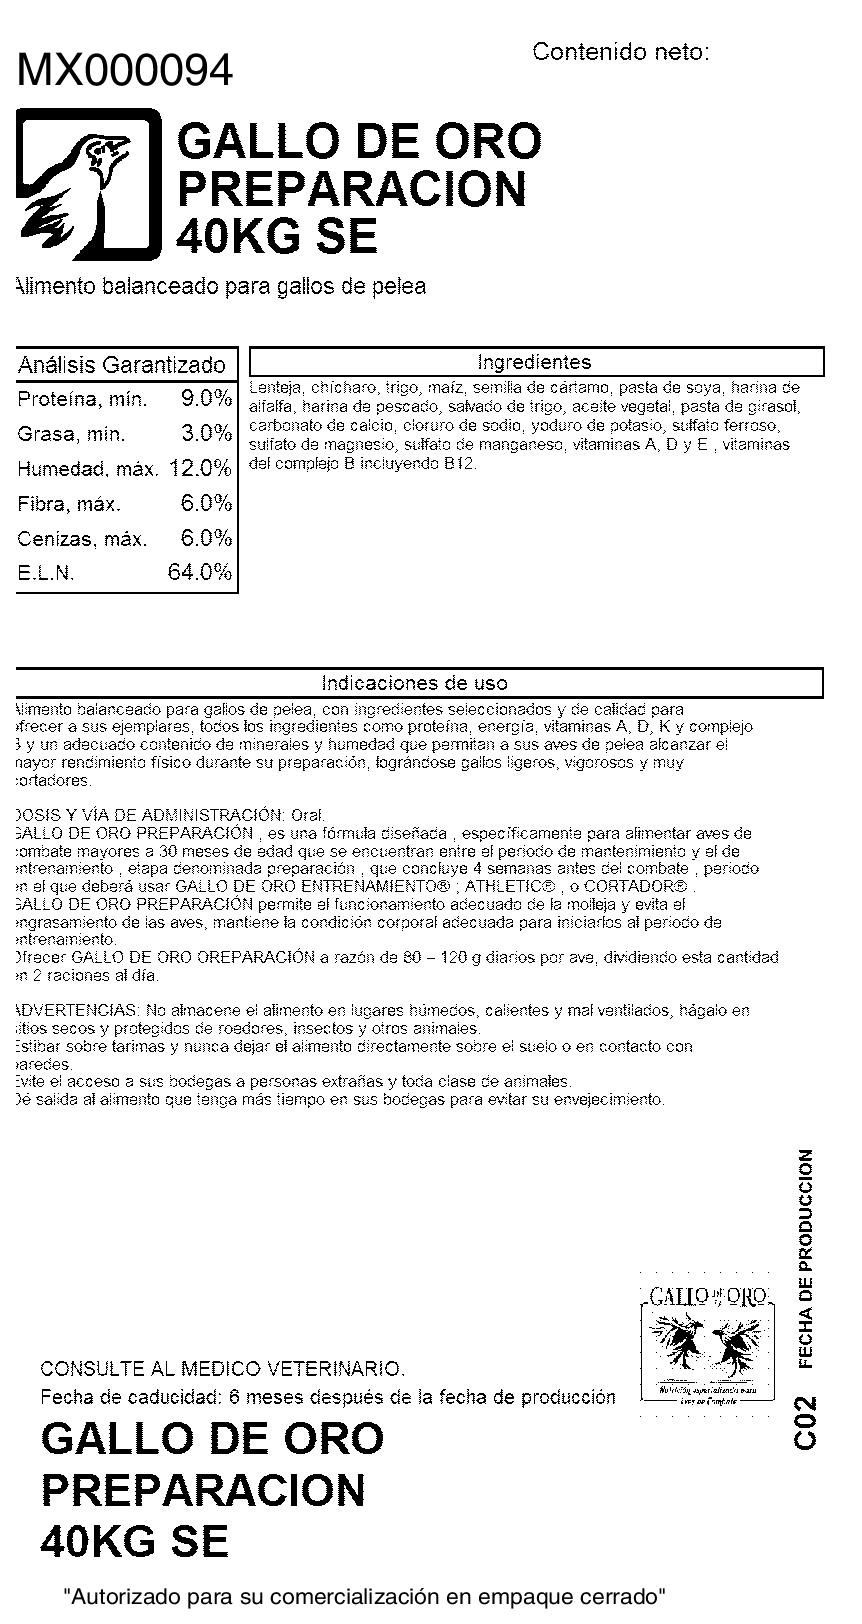 Contenido neto:
MX000094
GALLO DE ORO
PREPARACION
40KG SE
Alimento balanceado para gallos de pelea
Análisis Garantizado
Proteína, mín. 9.0%
Grasa, mín. 3.0%
Humedad, máx. 12.0%
Fibra, máx. 6.0%
Cenizas, máx. 6.0%
E.L.N. 64.0%
Ingredientes
Lenteja, chícharo, trigo, maíz, semilla de cártamo, pasta de soya, harina de
alfalfa, harina de pescado, salvado de trigo, aceite vegetal, pasta de girasol,
carbonato de calcio, cloruro de sodio, yoduro de potasio, sulfato ferroso,
sulfato de magnesio, sulfato de manganeso, vitaminas A, D y E , vitaminas
del complejo B incluyendo B12.
Indicaciones de uso
Alimento balanceado para gallos de pelea, con ingredientes seleccionados y de calidad para
ofrecer a sus ejemplares, todos los ingredientes como proteína, energía, vitaminas A, D, K y complejo
B y un adecuado contenido de minerales y humedad que permitan a sus aves de pelea alcanzar el
mayor rendimiento físico durante su preparación, lográndose gallos ligeros, vigorosos y muy
cortadores.
DOSIS Y VÍA DE ADMINISTRACIÓN: Oral.
GALLO DE ORO PREPARACIÓN , es una fórmula diseñada , específicamente para alimentar aves de
combate mayores a 30 meses de edad que se encuentran entre el periodo de mantenimiento y el de
entrenamiento , etapa denominada preparación , que concluye 4 semanas antes del combate , periodo
en el que deberá usar GALLO DE ORO ENTRENAMIENTO® ; ATHLETIC® , o CORTADOR® .
GALLO DE ORO PREPARACIÓN permite el funcionamiento adecuado de la molleja y evita el
engrasamiento de las aves, mantiene la condición corporal adecuada para iniciarlos al periodo de
entrenamiento.
Ofrecer GALLO DE ORO OREPARACIÓN a razón de 80 – 120 g diarios por ave, dividiendo esta cantidad
en 2 raciones al día.
ADVERTENCIAS: No almacene el alimento en lugares húmedos, calientes y mal ventilados, hágalo en
sitios secos y protegidos de roedores, insectos y otros animales.
Estibar sobre tarimas y nunca dejar el alimento directamente sobre el suelo o en contacto con
paredes.
Evite el acceso a sus bodegas a personas extrañas y toda clase de animales.
Dé salida al alimento que tenga más tiempo en sus bodegas para evitar su envejecimiento.
C02 FECHA DE PRODUCCION
GALLO DE ORO
Nutrición especializada para
Aves de Combate
CONSULTE AL MEDICO VETERINARIO.
Fecha de caducidad: 6 meses después de la fecha de producción
GALLO DE ORO
PREPARACION
40KG SE
"Autorizado para su comercialización en empaque cerrado"